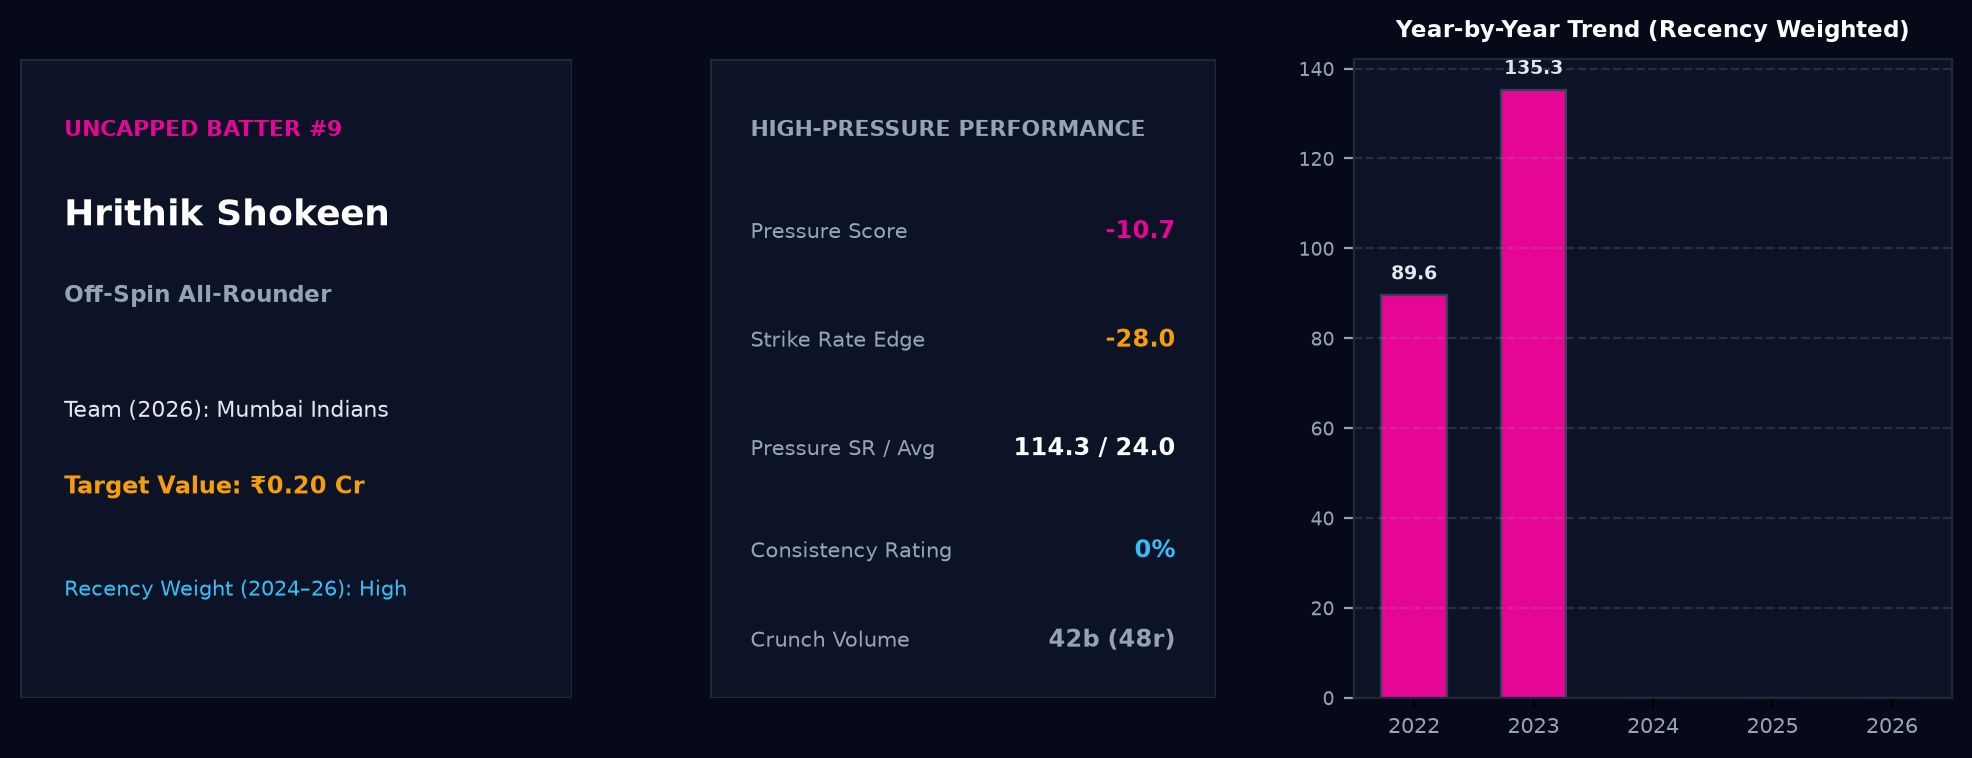 UNCAPPED BATTER #9
Hrithik Shokeen
Off-Spin All-Rounder
Team (2026): Mumbai Indians
Target Value: ₹0.20 Cr
Recency Weight (2024–26): High
HIGH-PRESSURE PERFORMANCE
Pressure Score -10.7
Strike Rate Edge -28.0
Pressure SR / Avg 114.3 / 24.0
Consistency Rating 0%
Crunch Volume 42b (48r)
Year-by-Year Trend (Recency Weighted)
140
120
100
80
60
40
20
0
89.6
135.3
2022 2023 2024 2025 2026